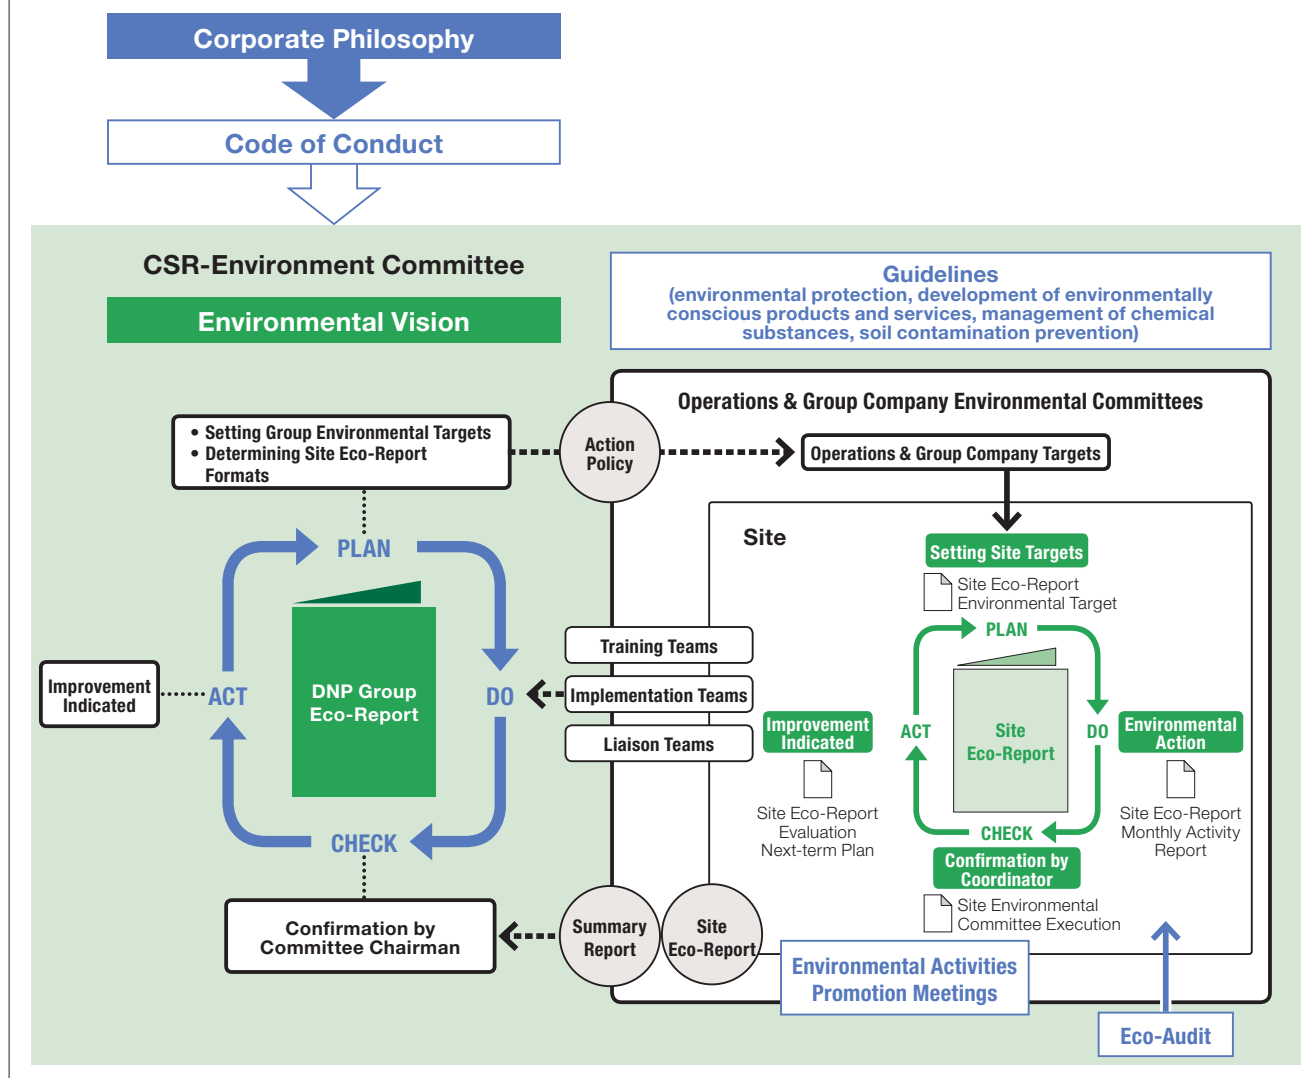 Corporate Philosophy
Code of Conduct
CSR-Environment Committee
Environmental Vision
Guidelines
(environmental protection, development of environmentally
conscious products and services, management of chemical
substances, soil contamination prevention)
Operations & Group Company Environmental Committees
• Setting Group Environmental Targets
• Determining Site Eco-Report
Formats
Action
Policy
Operations & Group Company Targets
Site
Setting Site Targets
Site Eco-Report
Environmental Target
PLAN
DO
CHECK
ACT
DNP Group
Eco-Report
Improvement
Indicated
Training Teams
Implementation Teams
Liaison Teams
PLAN
DO
CHECK
ACT
Site
Eco-Report
Improvement
Indicated
Site Eco-Report
Evaluation
Next-term Plan
Environmental
Action
Site Eco-Report
Monthly Activity
Report
Confirmation by
Coordinator
Site Environmental
Committee Execution
Confirmation by
Committee Chairman
Summary
Report
Site
Eco-Report
Environmental Activities
Promotion Meetings
Eco-Audit